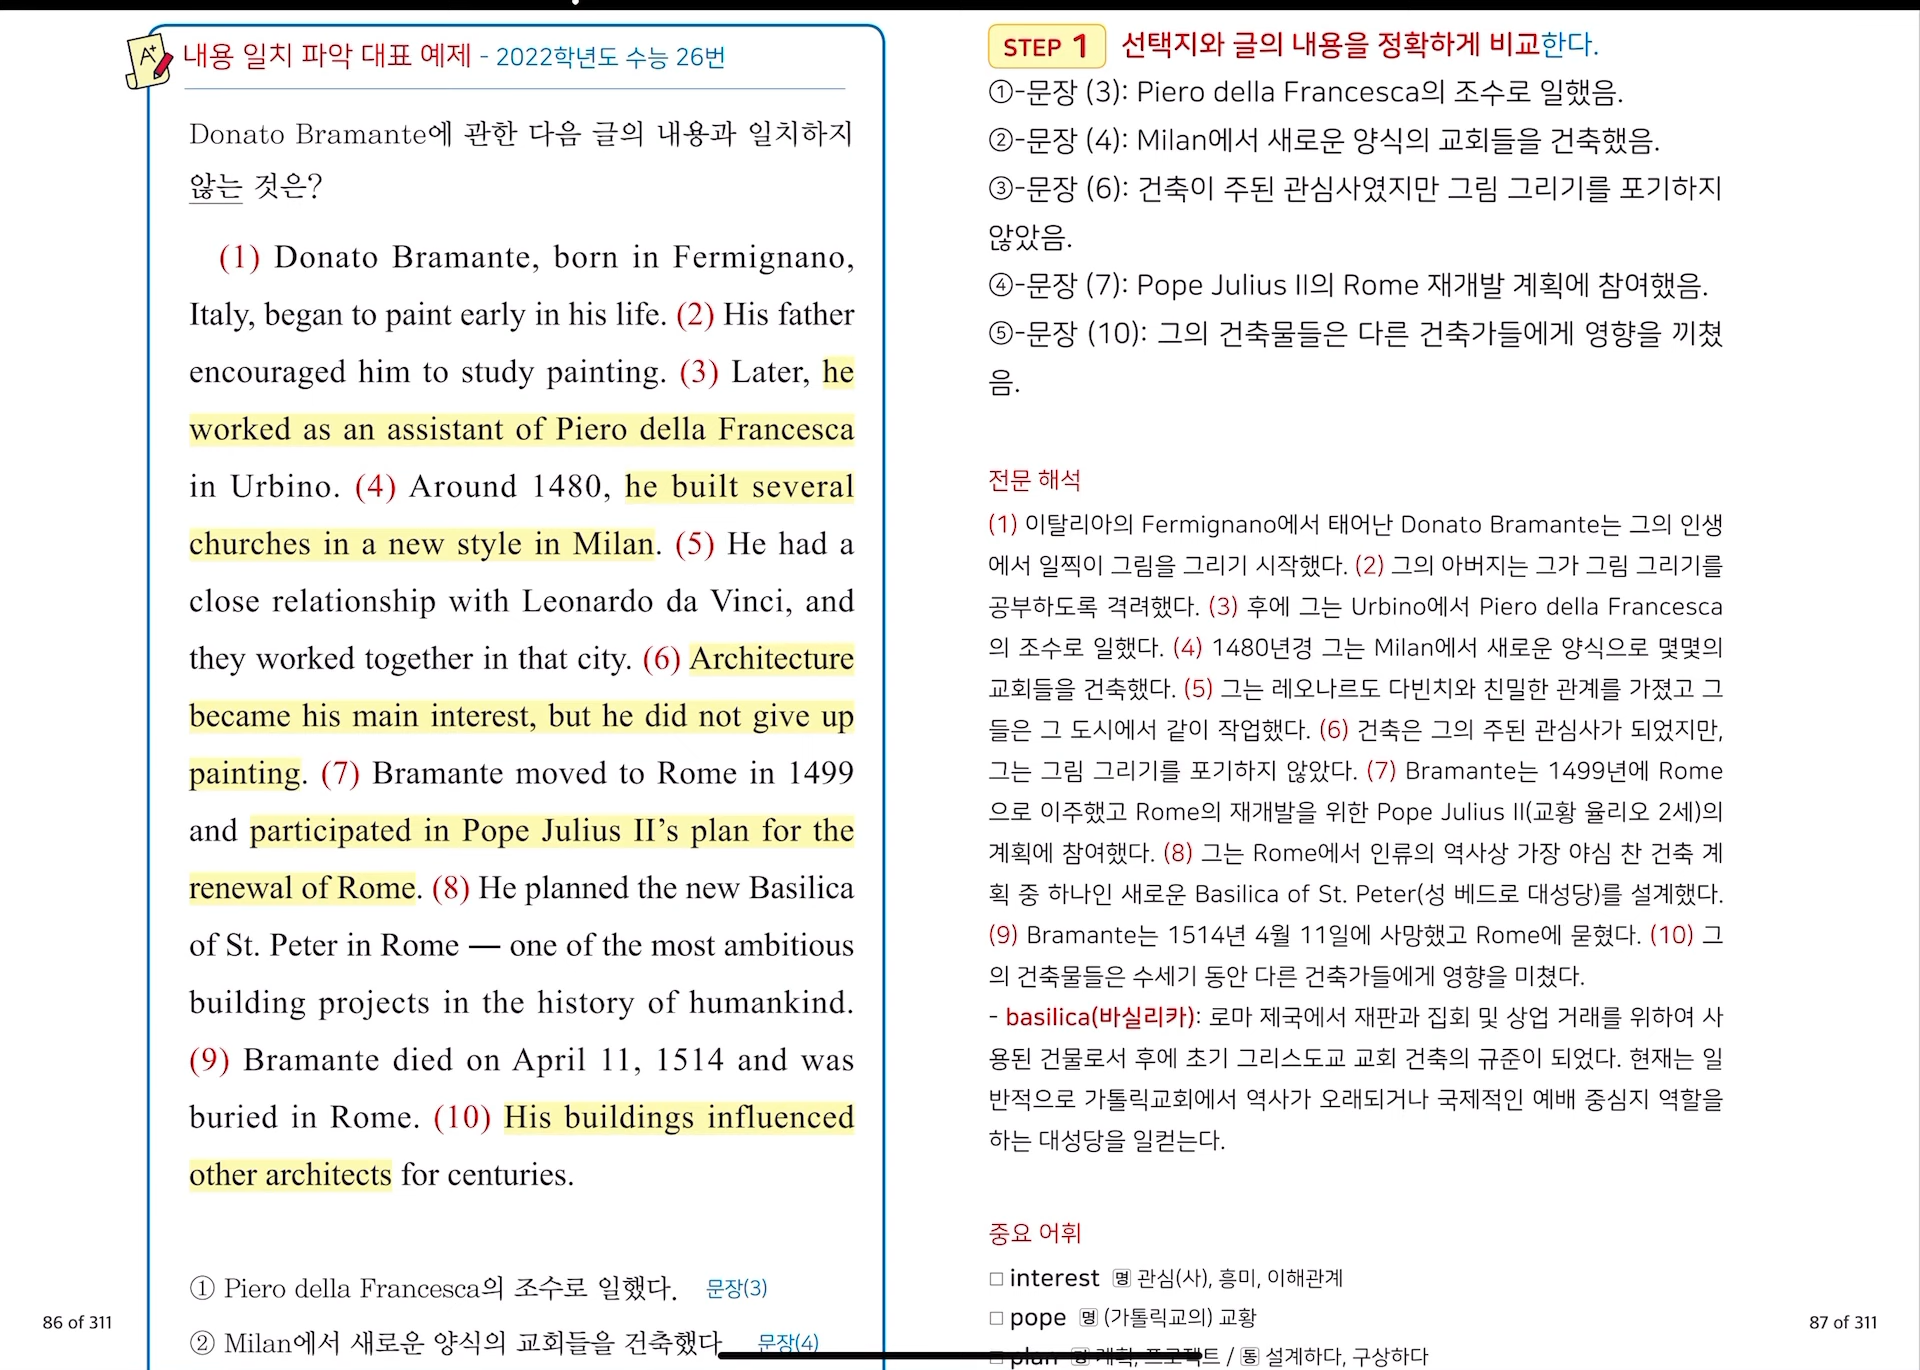 내용 일치 파악 대표 예제 - 2022학년도 수능 26번
Donato Bramante에 관한 다음 글의 내용과 일치하지
않는 것은?
(1) Donato Bramante, born in Fermignano,
Italy, began to paint early in his life. (2) His father
encouraged him to study painting. (3) Later, he
worked as an assistant of Piero della Francesca
in Urbino. (4) Around 1480, he built several
churches in a new style in Milan. (5) He had a
close relationship with Leonardo da Vinci, and
they worked together in that city. (6) Architecture
became his main interest, but he did not give up
painting. (7) Bramante moved to Rome in 1499
and participated in Pope Julius II’s plan for the
renewal of Rome. (8) He planned the new Basilica
of St. Peter in Rome — one of the most ambitious
building projects in the history of humankind.
(9) Bramante died on April 11, 1514 and was
buried in Rome. (10) His buildings influenced
other architects for centuries.
① Piero della Francesca의 조수로 일했다. 문장(3)
② Milan에서 새로운 양식의 교회들을 건축했다 문장(4)
86 of 311
STEP 1 선택지와 글의 내용을 정확하게 비교한다.
①-문장 (3): Piero della Francesca의 조수로 일했음.
②-문장 (4): Milan에서 새로운 양식의 교회들을 건축했음.
③-문장 (6): 건축이 주된 관심사였지만 그림 그리기를 포기하지
않았음.
④-문장 (7): Pope Julius II의 Rome 재개발 계획에 참여했음.
⑤-문장 (10): 그의 건축물들은 다른 건축가들에게 영향을 끼쳤
음.
전문 해석
(1) 이탈리아의 Fermignano에서 태어난 Donato Bramante는 그의 인생
에서 일찍이 그림을 그리기 시작했다. (2) 그의 아버지는 그가 그림 그리기를
공부하도록 격려했다. (3) 후에 그는 Urbino에서 Piero della Francesca
의 조수로 일했다. (4) 1480년경 그는 Milan에서 새로운 양식으로 몇몇의
교회들을 건축했다. (5) 그는 레오나르도 다빈치와 친밀한 관계를 가졌고 그
들은 그 도시에서 같이 작업했다. (6) 건축은 그의 주된 관심사가 되었지만,
그는 그림 그리기를 포기하지 않았다. (7) Bramante는 1499년에 Rome
으로 이주했고 Rome의 재개발을 위한 Pope Julius II(교황 율리오 2세)의
계획에 참여했다. (8) 그는 Rome에서 인류의 역사상 가장 야심 찬 건축 계
획 중 하나인 새로운 Basilica of St. Peter(성 베드로 대성당)를 설계했다.
(9) Bramante는 1514년 4월 11일에 사망했고 Rome에 묻혔다. (10) 그
의 건축물들은 수세기 동안 다른 건축가들에게 영향을 미쳤다.
- basilica(바실리카): 로마 제국에서 재판과 집회 및 상업 거래를 위하여 사
용된 건물로서 후에 초기 그리스도교 교회 건축의 규준이 되었다. 현재는 일
반적으로 가톨릭교회에서 역사가 오래되거나 국제적인 예배 중심지 역할을
하는 대성당을 일컫는다.
중요 어휘
□ interest 명 관심(사), 흥미, 이해관계
□ pope 명 (가톨릭교의) 교황
□ plan 명 계획, 프로젝트 / 동 설계하다, 구상하다
87 of 311